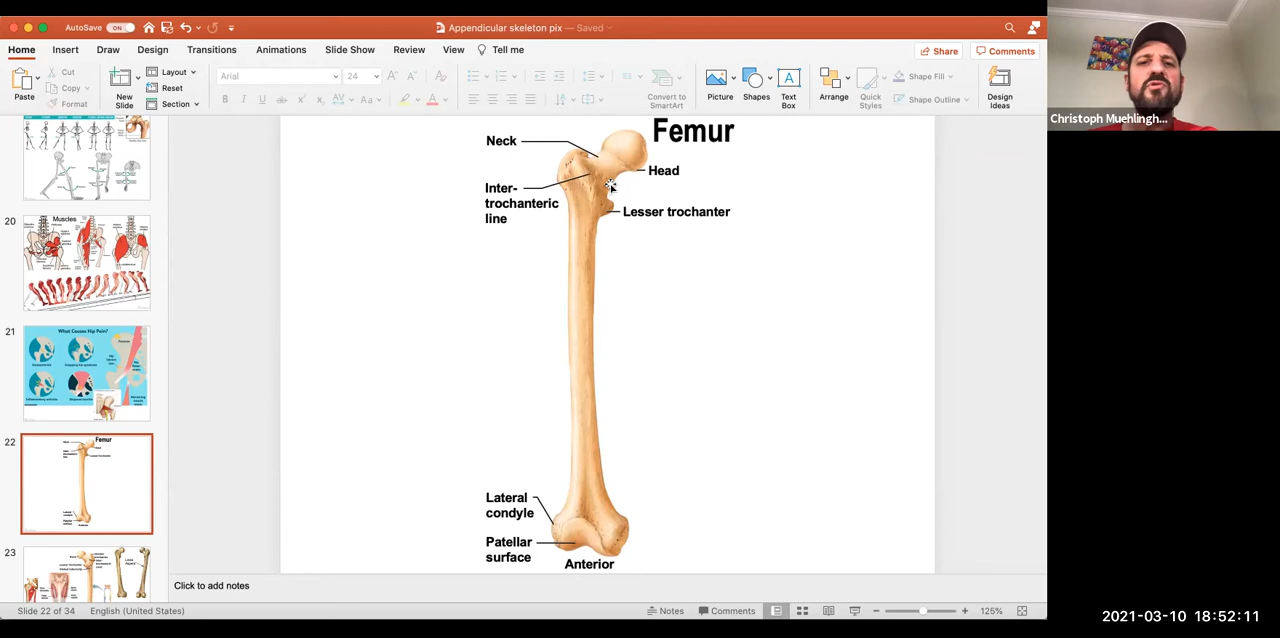 AutoSave ON
Appendicular skeleton pix — Saved
Home Insert Draw Design Transitions Animations Slide Show Review View Tell me
Share Comments
Paste
Cut
Copy
Format
New
Slide
Layout
Reset
Section
Arial 24
Convert to
SmartArt
Picture
Shapes
Text
Box
Arrange
Quick
Styles
Shape Fill
Shape Outline
Design
Ideas
Christoph Muehlingh...
20
Muscles
21
What Causes Hip Pain?
22
Femur
23
Femur
Neck
Head
Inter-
trochanteric
line
Lesser trochanter
Lateral
condyle
Patellar
surface
Anterior
Click to add notes
Slide 22 of 34 English (United States)
Notes Comments 125%
2021-03-10 18:52:11